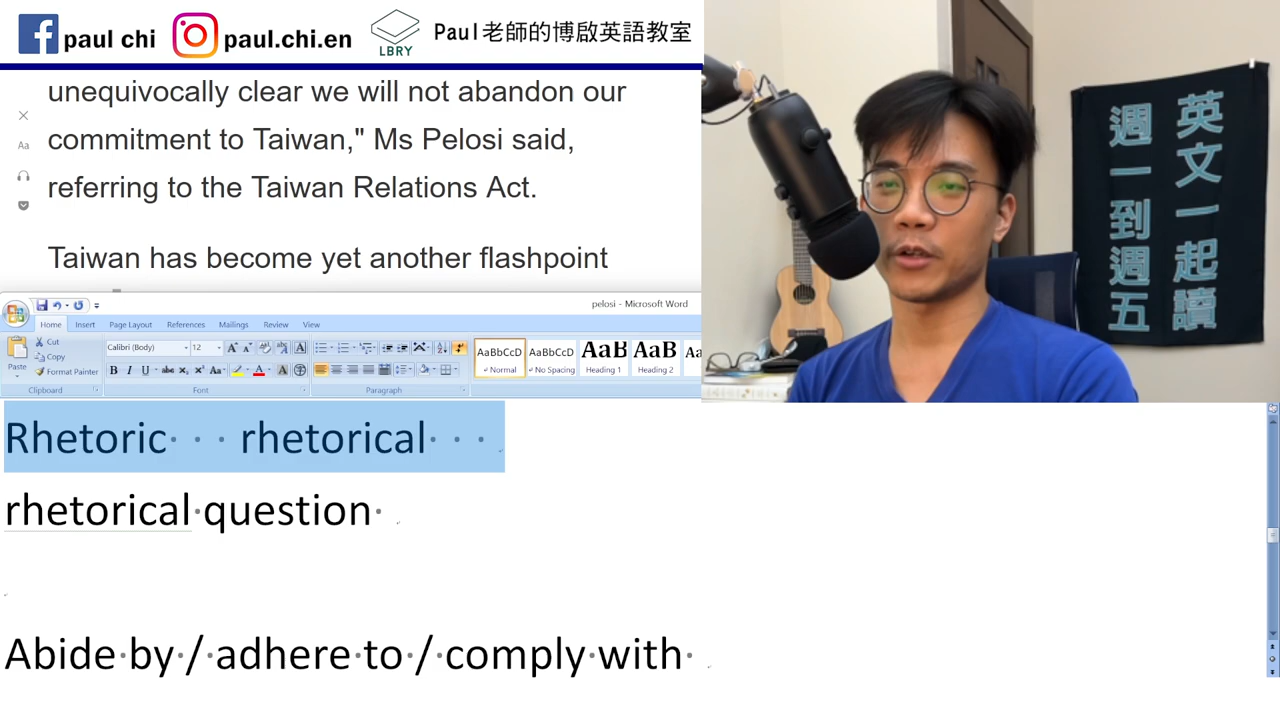 paul chi
paul.chi.en
LBRY
Paul老師的博啟英語教室
unequivocally clear we will not abandon our
commitment to Taiwan," Ms Pelosi said,
referring to the Taiwan Relations Act.
Taiwan has become yet another flashpoint
Aa
英文一起讀
週一到週五
pelosi - Microsoft Word
Home Insert Page Layout References Mailings Review View
Paste
Cut
Copy
Format Painter
Clipboard
Calibri (Body) 12
Font
Paragraph
AaBbCcD AaBbCcD AaBb AaBb Aa
Normal No Spacing Heading 1 Heading 2
Rhetoric rhetorical
rhetorical question
Abide by / adhere to / comply with